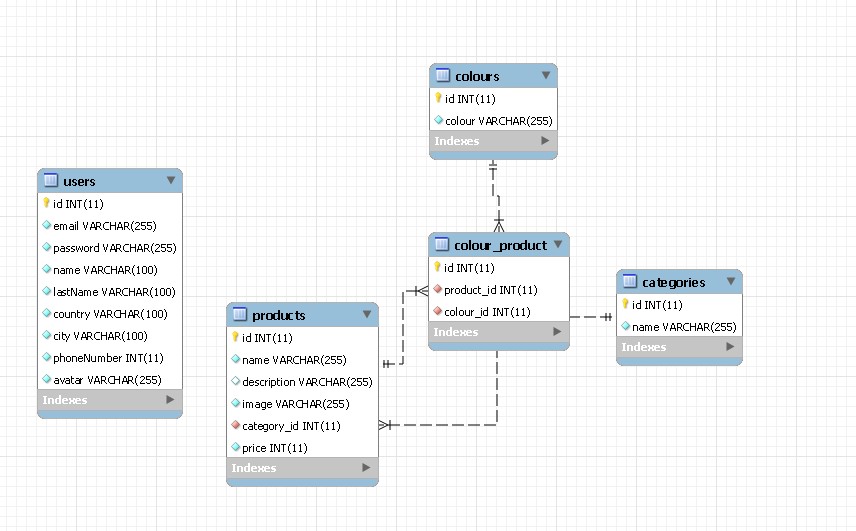 colours
id INT(11)
colour VARCHAR(255)
Indexes
users
id INT(11)
email VARCHAR(255)
password VARCHAR(255)
name VARCHAR(100)
lastName VARCHAR(100)
country VARCHAR(100)
city VARCHAR(100)
phoneNumber INT(11)
avatar VARCHAR(255)
Indexes
colour_product
id INT(11)
product_id INT(11)
colour_id INT(11)
Indexes
categories
id INT(11)
name VARCHAR(255)
Indexes
products
id INT(11)
name VARCHAR(255)
description VARCHAR(255)
image VARCHAR(255)
category_id INT(11)
price INT(11)
Indexes